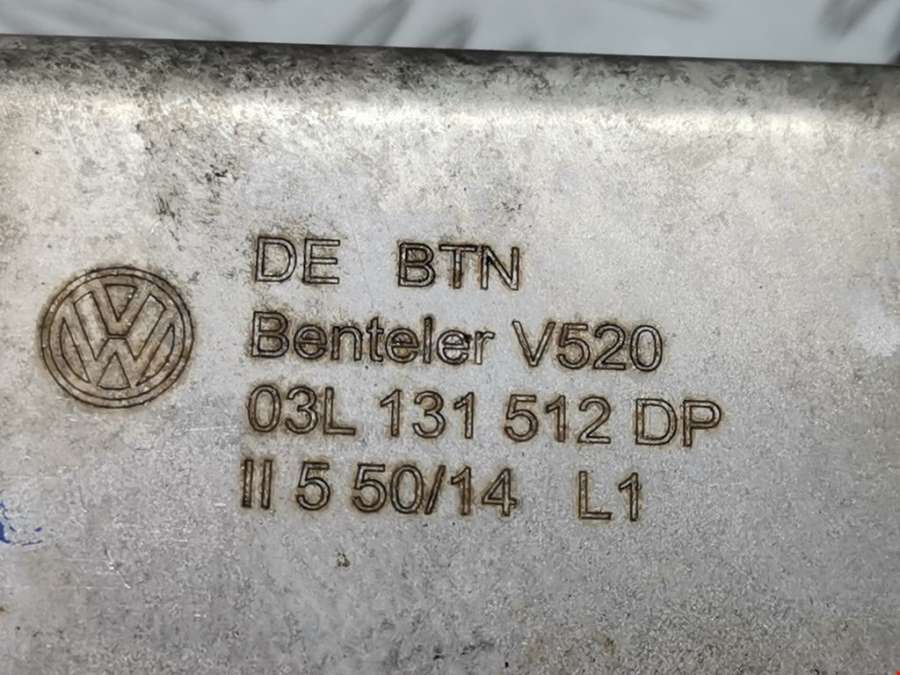 DE BTN
Benteler V520
03L 131 512 DP
II 5 50/14 L1